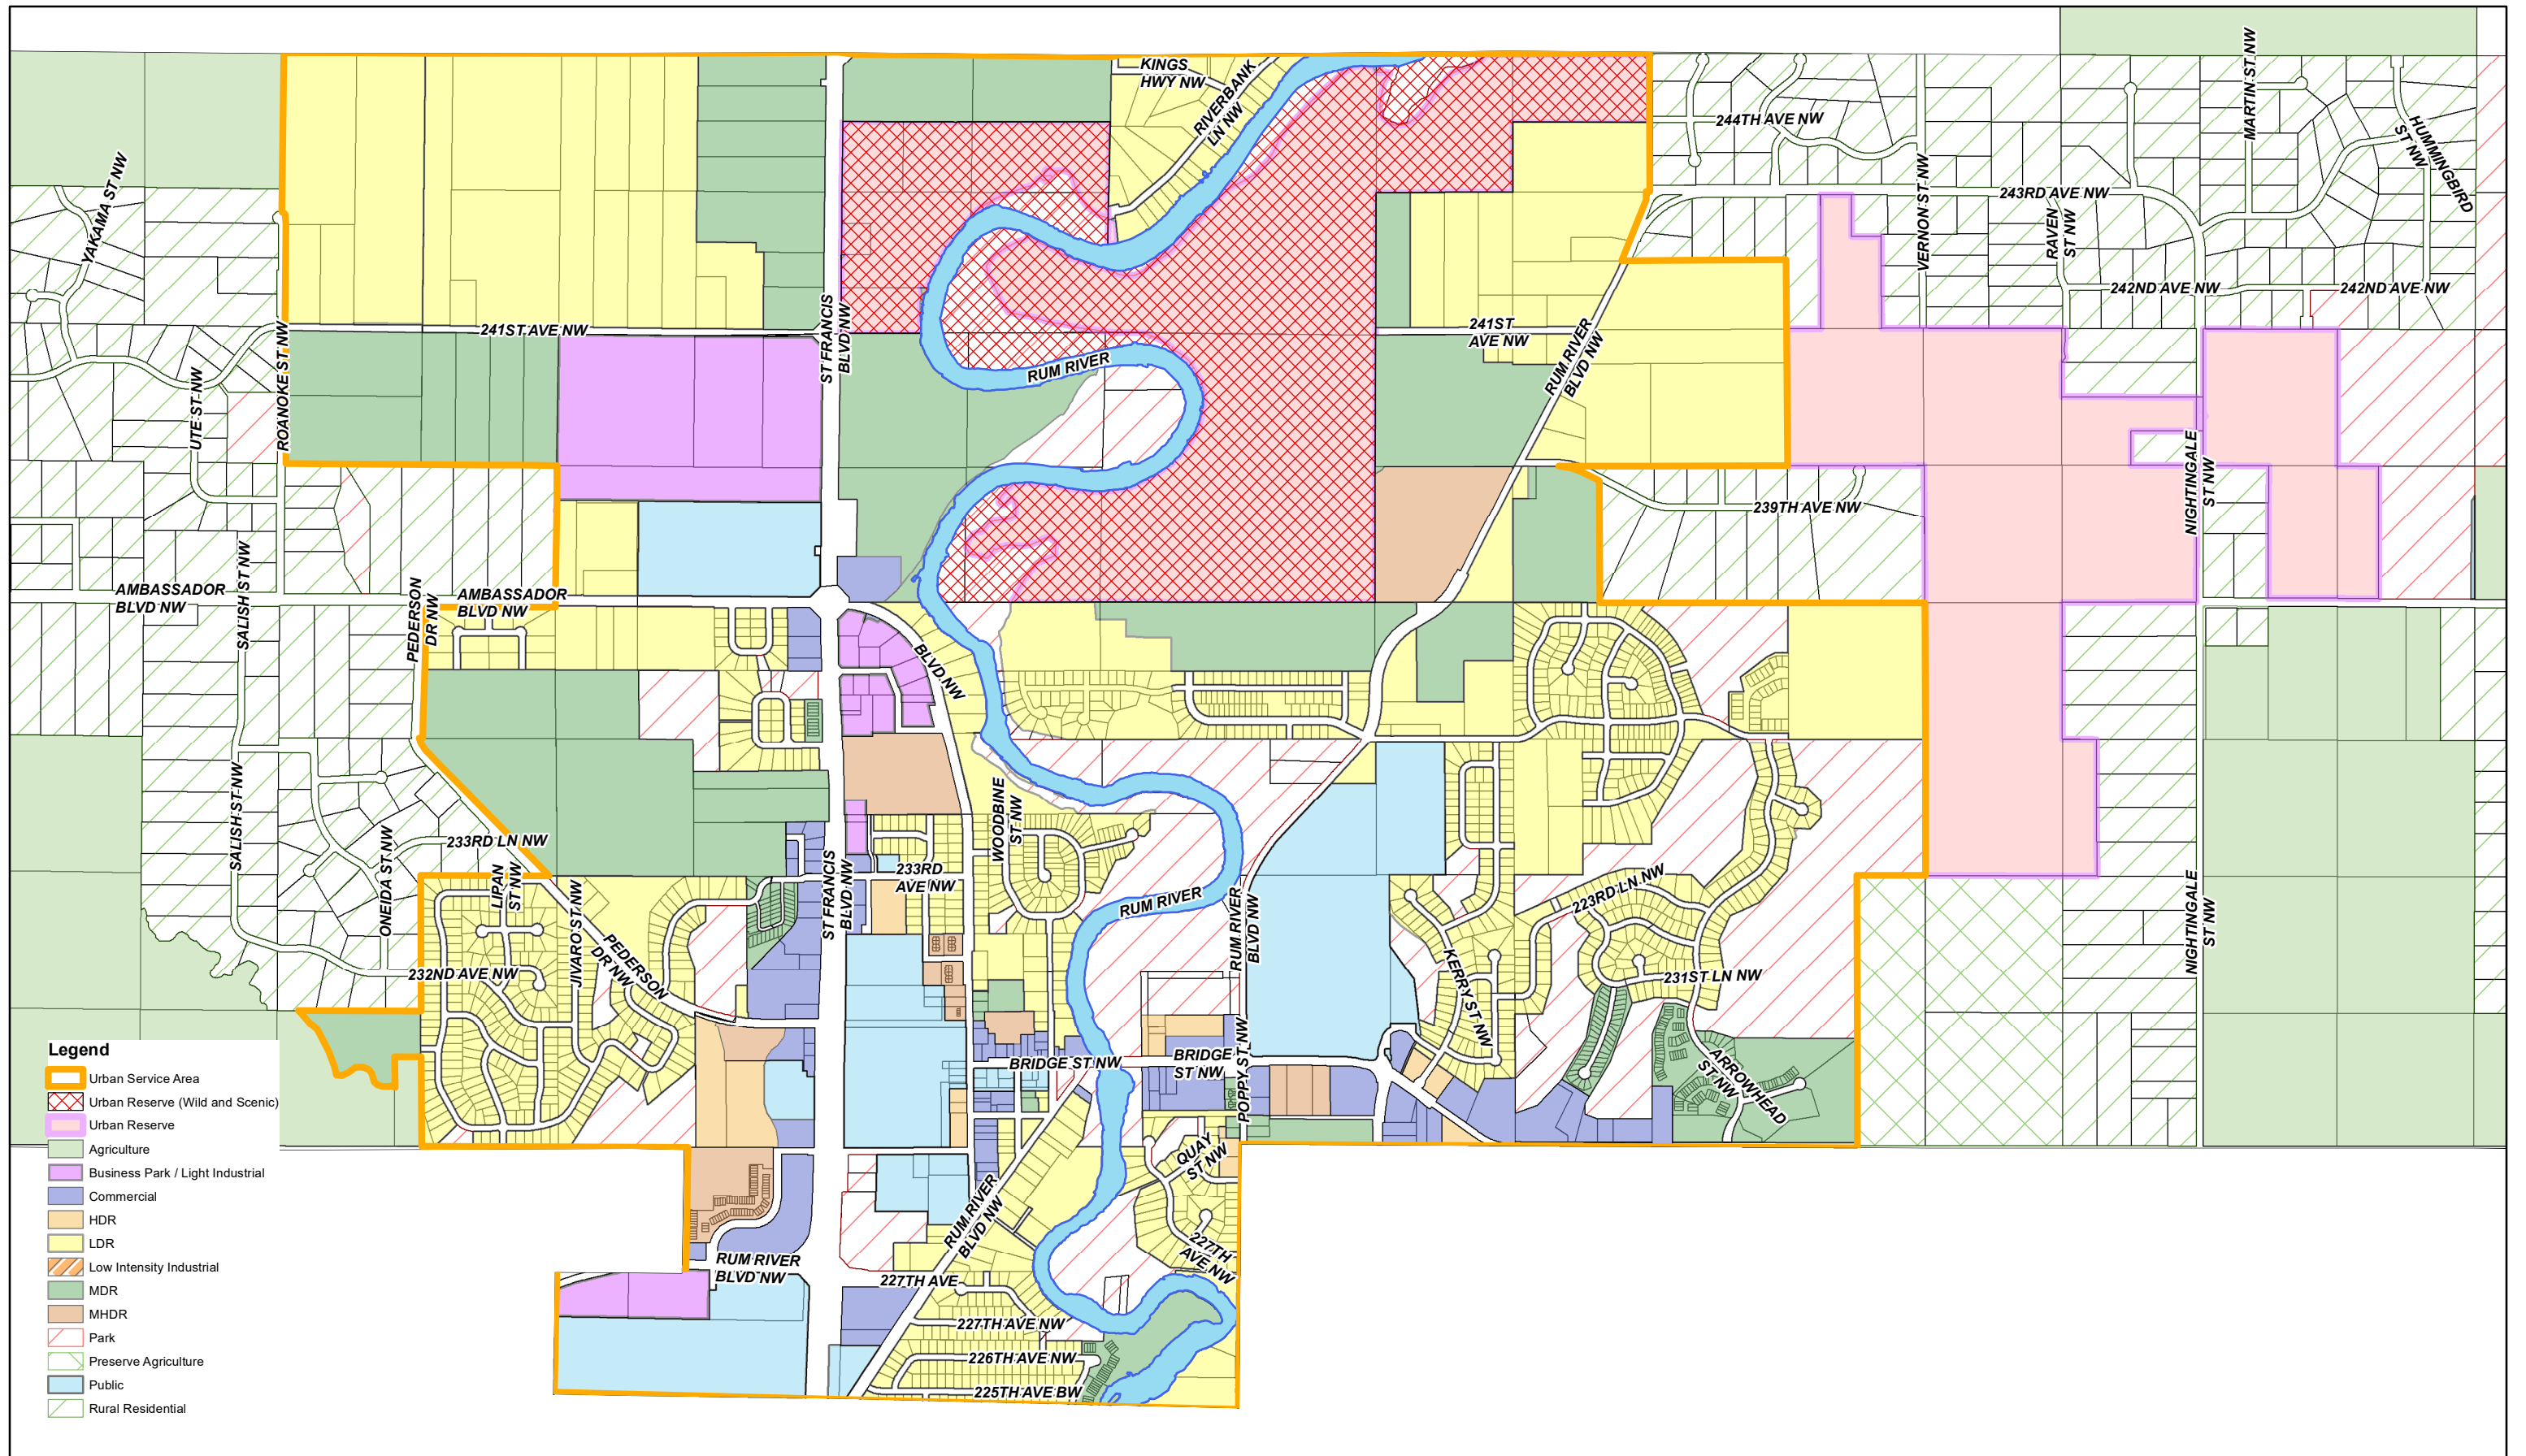 KINGS
HWY NW
RIVERBANK
LN NW
MARTIN ST NW
HUMMINGBIRD
ST NW
244TH AVE NW
YAKAMA ST NW
VERNON ST NW
243RD AVE NW
RAVEN
ST NW
242ND AVE NW
242ND AVE NW
241ST AVE NW
ST FRANCIS
BLVD NW
241ST
AVE NW
RUM RIVER
BLVD NW
ROANOKE ST NW
UTE ST NW
RUM RIVER
NIGHTINGALE
ST NW
239TH AVE NW
AMBASSADOR
BLVD NW
SALISH ST NW
PEDERSON
DR NW
AMBASSADOR
BLVD NW
BLVD NW
SALISH ST NW
WOODBINE
ST NW
233RD LN NW
ONEIDA ST NW
LIPAN
ST NW
JIVARO ST NW
ST FRANCIS
BLVD NW
233RD
AVE NW
RUM RIVER
RUM RIVER
BLVD NW
223RD LN NW
NIGHTINGALE
ST NW
232ND AVE NW
PEDERSON
DR NW
KERRY ST NW
231ST LN NW
BRIDGE ST NW
BRIDGE
ST NW
POPPY ST NW
ARROWHEAD
ST NW
QUAY
ST NW
RUM RIVER
BLVD NW
227TH
AVE NW
RUM RIVER
BLVD NW
227TH AVE
227TH AVE NW
226TH AVE NW
225TH AVE BW
Legend
Urban Service Area
Urban Reserve (Wild and Scenic)
Urban Reserve
Agriculture
Business Park / Light Industrial
Commercial
HDR
LDR
Low Intensity Industrial
MDR
MHDR
Park
Preserve Agriculture
Public
Rural Residential